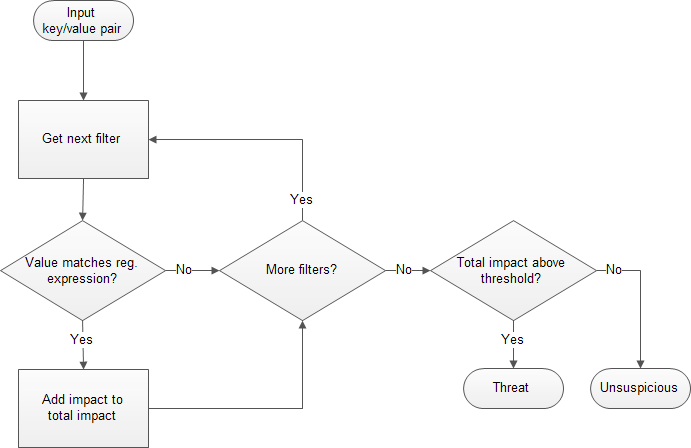 Input
key/value pair
Get next filter
Yes
Value matches reg.
expression?
No
More filters?
No
Total impact above
threshold?
No
Yes
Yes
Add impact to
total impact
Threat
Unsuspicious